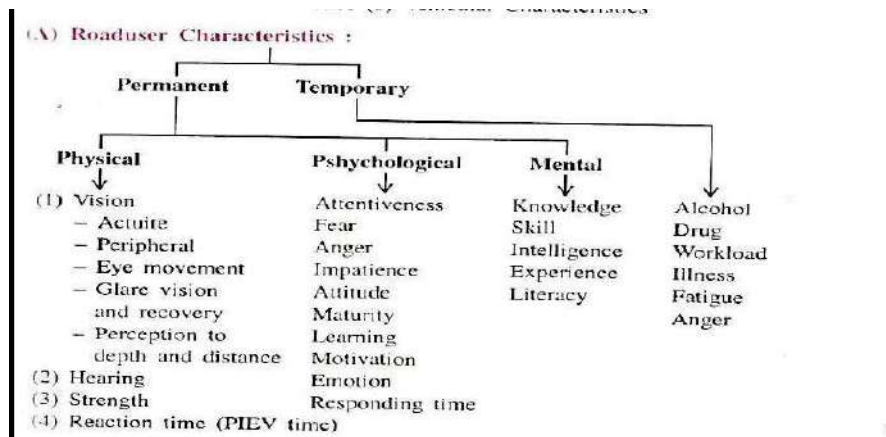 Characteristics
(A) Roaduser Characteristics :
Permanent Temporary
Physical Pshychological Mental
(1) Vision Attentiveness Knowledge Alcohol
– Actuite Fear Skill Drug
– Peripheral Anger Intelligence Workload
– Eye movement Impatience Experience Illness
– Glare vision Attitude Literacy Fatigue
and recovery Maturity Anger
– Perception to Learning
depth and distance Motivation
(2) Hearing Emotion
(3) Strength Responding time
(4) Reaction time (PIEV time)